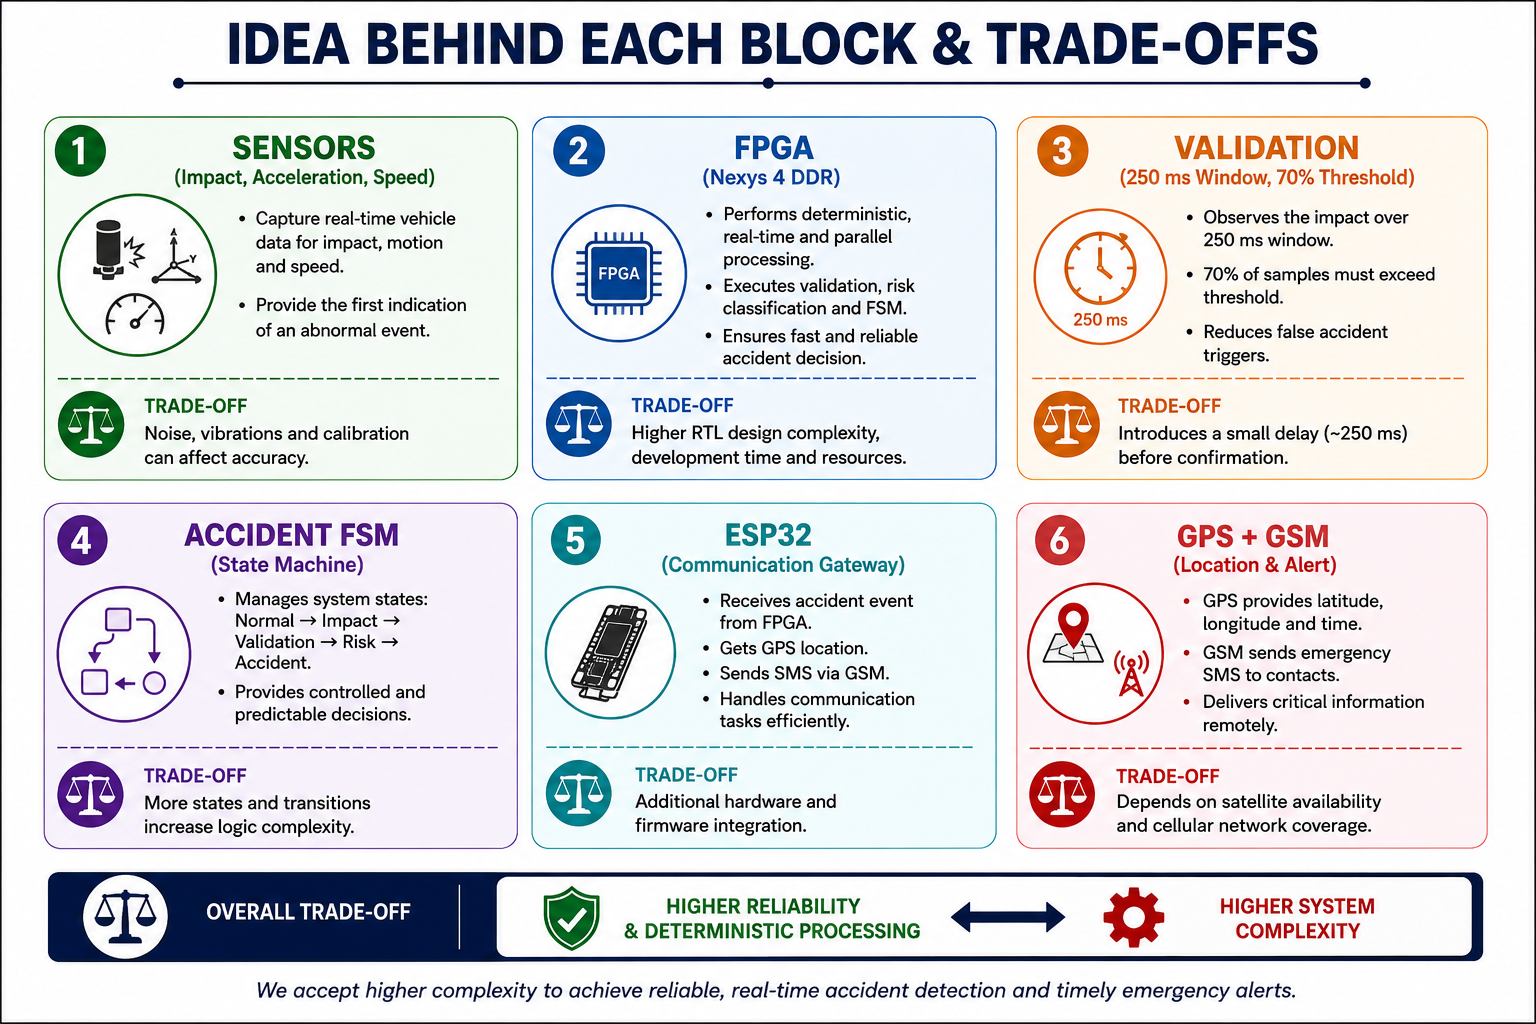 IDEA BEHIND EACH BLOCK & TRADE-OFFS
1
SENSORS
(Impact, Acceleration, Speed)
A
Y
• Capture real-time vehicle
data for impact, motion
and speed.
• Provide the first indication
of an abnormal event.
TRADE-OFF
Noise, vibrations and calibration
can affect accuracy.
2
FPGA
(Nexys 4 DDR)
FPGA
• Performs deterministic,
real-time and parallel
processing.
• Executes validation, risk
classification and FSM.
• Ensures fast and reliable
accident decision.
TRADE-OFF
Higher RTL design complexity,
development time and resources.
3
VALIDATION
(250 ms Window, 70% Threshold)
250 ms
• Observes the impact over
250 ms window.
• 70% of samples must exceed
threshold.
• Reduces false accident
triggers.
TRADE-OFF
Introduces a small delay (~250 ms)
before confirmation.
4
ACCIDENT FSM
(State Machine)
• Manages system states:
Normal → Impact →
Validation → Risk →
Accident.
• Provides controlled and
predictable decisions.
TRADE-OFF
More states and transitions
increase logic complexity.
5
ESP32
(Communication Gateway)
• Receives accident event
from FPGA.
• Gets GPS location.
• Sends SMS via GSM.
• Handles communication
tasks efficiently.
TRADE-OFF
Additional hardware and
firmware integration.
6
GPS + GSM
(Location & Alert)
• GPS provides latitude,
longitude and time.
• GSM sends emergency
SMS to contacts.
• Delivers critical information
remotely.
TRADE-OFF
Depends on satellite availability
and cellular network coverage.
OVERALL TRADE-OFF
HIGHER RELIABILITY
& DETERMINISTIC PROCESSING
HIGHER SYSTEM
COMPLEXITY
We accept higher complexity to achieve reliable, real-time accident detection and timely emergency alerts.